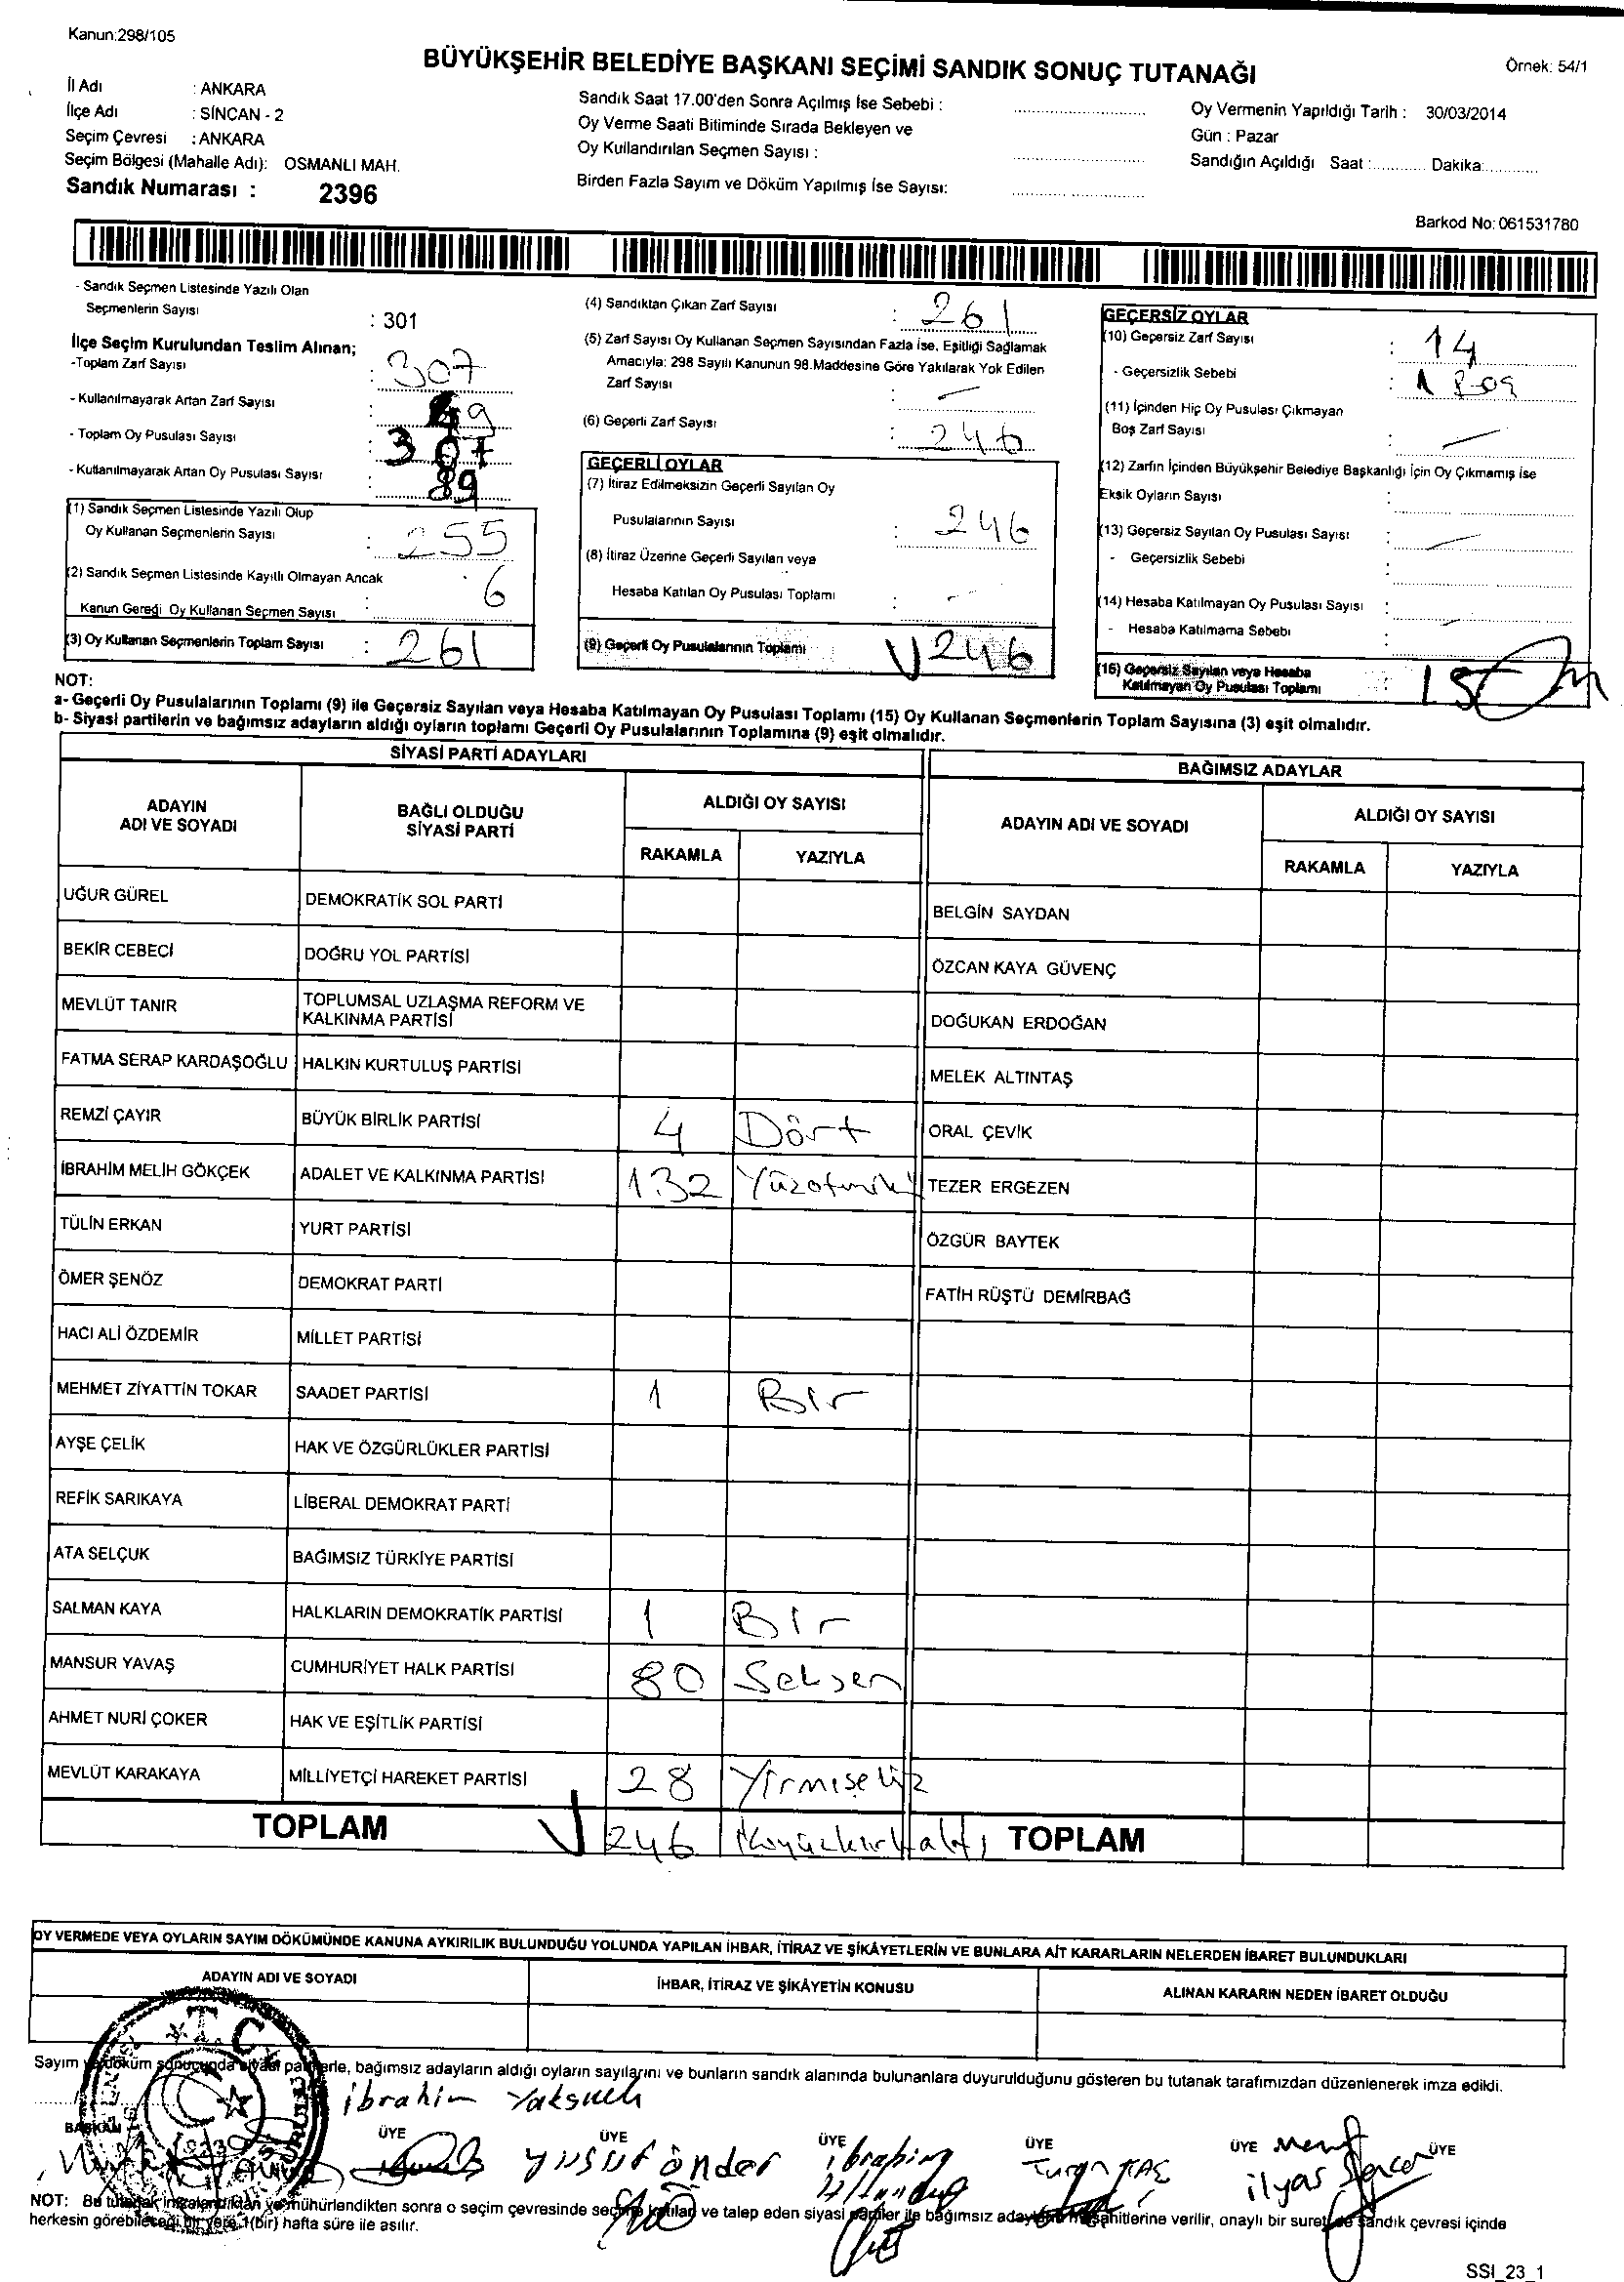 Kanun:298/105
BÜYÜKŞEHİR BELEDİYE BAŞKANI SEÇİMİ SANDIK SONUÇ TUTANAĞI
Örnek: 54/1
İl Adı : ANKARA
İlçe Adı : SİNCAN - 2
Seçim Çevresi : ANKARA
Seçim Bölgesi (Mahalle Adı): OSMANLI MAH.
Sandık Numarası : 2396
Sandık Saat 17.00'den Sonra Açılmış İse Sebebi :
Oy Verme Saati Bitiminde Sırada Bekleyen ve
Oy Kullandırılan Seçmen Sayısı :
Birden Fazla Sayım ve Döküm Yapılmış İse Sayısı:
Oy Vermenin Yapıldığı Tarih : 30/03/2014
Gün : Pazar
Sandığın Açıldığı Saat :............ Dakika:............
Barkod No: 061531780
- Sandık Seçmen Listesinde Yazılı Olan
Seçmenlerin Sayısı : 301
İlçe Seçim Kurulundan Teslim Alınan;
-Toplam Zarf Sayısı : 307
- Kullanılmayarak Artan Zarf Sayısı :
- Toplam Oy Pusulası Sayısı : 307
- Kullanılmayarak Artan Oy Pusulası Sayısı : 89
(1) Sandık Seçmen Listesinde Yazılı Olup
Oy Kullanan Seçmenlerin Sayısı : 255
(2) Sandık Seçmen Listesinde Kayıtlı Olmayan Ancak
Kanun Gereği Oy Kullanan Seçmen Sayısı : 6
(3) Oy Kullanan Seçmenlerin Toplam Sayısı : 261
(4) Sandıktan Çıkan Zarf Sayısı : 261
(5) Zarf Sayısı Oy Kullanan Seçmen Sayısından Fazla İse, Eşitliği Sağlamak
Amacıyla: 298 Sayılı Kanunun 98.Maddesine Göre Yakılarak Yok Edilen
Zarf Sayısı : —
(6) Geçerli Zarf Sayısı : 246
GEÇERLİ OYLAR
(7) İtiraz Edilmeksizin Geçerli Sayılan Oy
Pusulalarının Sayısı : 246
(8) İtiraz Üzerine Geçerli Sayılan veya
Hesaba Katılan Oy Pusulası Toplamı : —
(9) Geçerli Oy Pusulalarının Toplamı 246
GEÇERSİZ OYLAR
(10) Geçersiz Zarf Sayısı : 14
- Geçersizlik Sebebi : 1 Boş
(11) İçinden Hiç Oy Pusulası Çıkmayan
Boş Zarf Sayısı : —
(12) Zarfın İçinden Büyükşehir Belediye Başkanlığı İçin Oy Çıkmamış ise
Eksik Oyların Sayısı :
(13) Geçersiz Sayılan Oy Pusulası Sayısı : —
- Geçersizlik Sebebi :
(14) Hesaba Katılmayan Oy Pusulası Sayısı : —
- Hesaba Katılmama Sebebi :
(15) Geçersiz Sayılan veya Hesaba
Katılmayan Oy Pusulası Toplamı : 15
NOT:
a- Geçerli Oy Pusulalarının Toplamı (9) ile Geçersiz Sayılan veya Hesaba Katılmayan Oy Pusulası Toplamı (15) Oy Kullanan Seçmenlerin Toplam Sayısına (3) eşit olmalıdır.
b- Siyasi partilerin ve bağımsız adayların aldığı oyların toplamı Geçerli Oy Pusulalarının Toplamına (9) eşit olmalıdır.
SİYASİ PARTİ ADAYLARI
ADAYIN ADI VE SOYADI BAĞLI OLDUĞU SİYASİ PARTİ ALDIĞI OY SAYISI
RAKAMLA YAZIYLA
UĞUR GÜREL DEMOKRATİK SOL PARTİ
BEKİR CEBECİ DOĞRU YOL PARTİSİ
MEVLÜT TANIR TOPLUMSAL UZLAŞMA REFORM VE KALKINMA PARTİSİ
FATMA SERAP KARDAŞOĞLU HALKIN KURTULUŞ PARTİSİ
REMZİ ÇAYIR BÜYÜK BİRLİK PARTİSİ 4 Dört
İBRAHİM MELİH GÖKÇEK ADALET VE KALKINMA PARTİSİ 132 Yüzotuziki
TÜLİN ERKAN YURT PARTİSİ
ÖMER ŞENÖZ DEMOKRAT PARTİ
HACI ALİ ÖZDEMİR MİLLET PARTİSİ
MEHMET ZİYATTİN TOKAR SAADET PARTİSİ 1 Bir
AYŞE ÇELİK HAK VE ÖZGÜRLÜKLER PARTİSİ
REFİK SARIKAYA LİBERAL DEMOKRAT PARTİ
ATA SELÇUK BAĞIMSIZ TÜRKİYE PARTİSİ
SALMAN KAYA HALKLARIN DEMOKRATİK PARTİSİ 1 Bir
MANSUR YAVAŞ CUMHURİYET HALK PARTİSİ 80 Seksen
AHMET NURİ ÇOKER HAK VE EŞİTLİK PARTİSİ
MEVLÜT KARAKAYA MİLLİYETÇİ HAREKET PARTİSİ 28 Yirmisekiz
TOPLAM 246 İkiyüzkırkaltı
BAĞIMSIZ ADAYLAR
ADAYIN ADI VE SOYADI ALDIĞI OY SAYISI
RAKAMLA YAZIYLA
BELGİN SAYDAN
ÖZCAN KAYA GÜVENÇ
DOĞUKAN ERDOĞAN
MELEK ALTINTAŞ
ORAL ÇEVİK
TEZER ERGEZEN
ÖZGÜR BAYTEK
FATİH RÜŞTÜ DEMİRBAĞ
TOPLAM
OY VERMEDE VEYA OYLARIN SAYIM DÖKÜMÜNDE KANUNA AYKIRILIK BULUNDUĞU YOLUNDA YAPILAN İHBAR, İTİRAZ VE ŞİKÂYETLERİN VE BUNLARA AİT KARARLARIN NELERDEN İBARET BULUNDUKLARI
ADAYIN ADI VE SOYADI İHBAR, İTİRAZ VE ŞİKÂYETİN KONUSU ALINAN KARARIN NEDEN İBARET OLDUĞU
Sayım ve döküm sonucunda siyasi partilerle, bağımsız adayların aldığı oyların sayılarını ve bunların sandık alanında bulunanlara duyurulduğunu gösteren bu tutanak tarafımızdan düzenlenerek imza edildi.
T.C.
ibrahim
BAŞKAN ÜYE ÜYE ÜYE ÜYE ÜYE ÜYE
Yusuf önder ibrahim Turan ilyas
NOT: Bu tutanak imzalandıktan ve mühürlendikten sonra o seçim çevresinde seçime katılan ve talep eden siyasi partiler ile bağımsız aday müşahitlerine verilir, onaylı bir sureti de sandık çevresi içinde
herkesin görebileceği bir yere, 1(bir) hafta süre ile asılır.
SSI_23_1